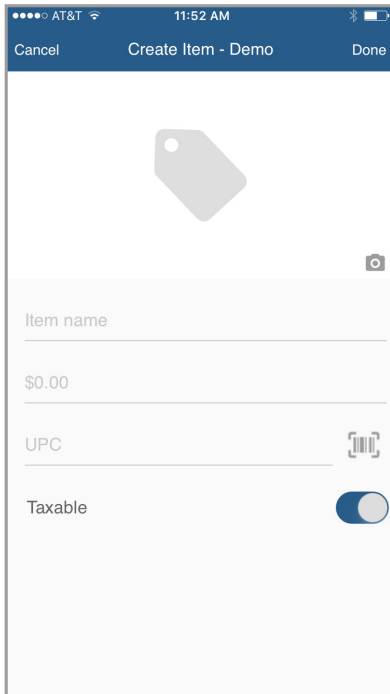 AT&T 11:52 AM
Cancel Create Item - Demo Done
Item name
$0.00
UPC
Taxable